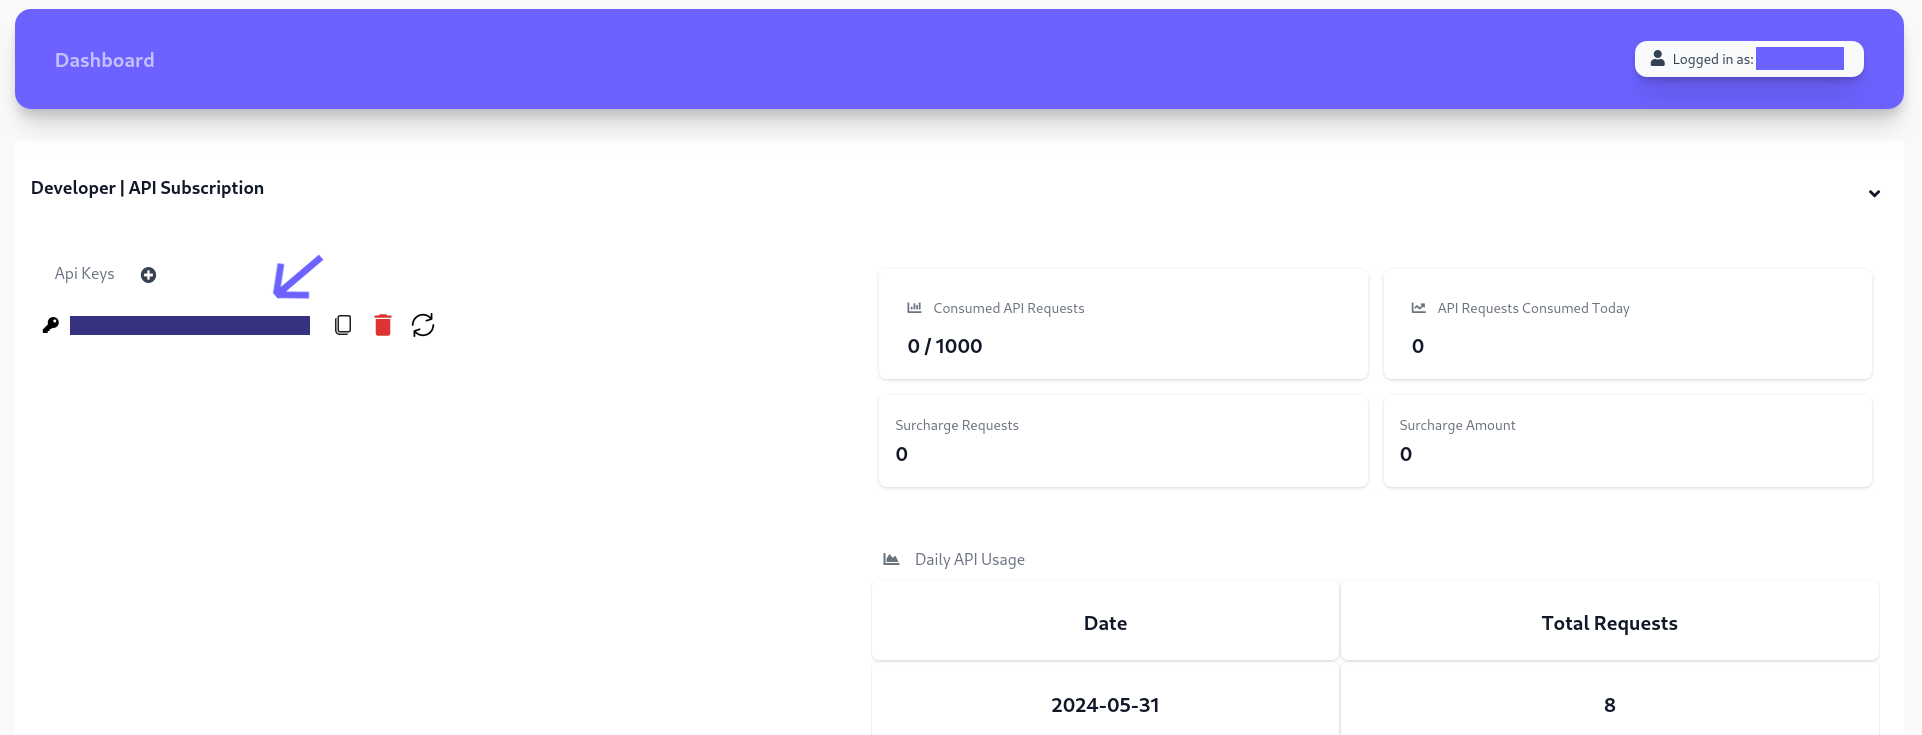 Dashboard
Logged in as:
Developer | API Subscription
Api Keys
Consumed API Requests
0 / 1000
API Requests Consumed Today
0
Surcharge Requests
0
Surcharge Amount
0
Daily API Usage
Date
Total Requests
2024-05-31
8